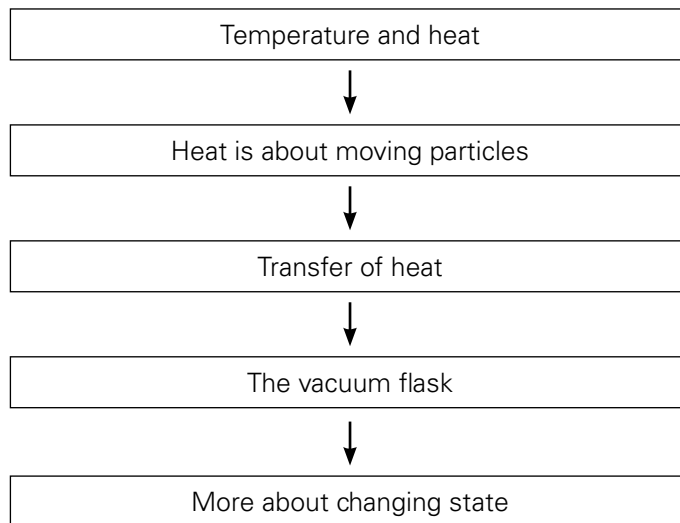 Temperature and heat
Heat is about moving particles
Transfer of heat
The vacuum flask
More about changing state